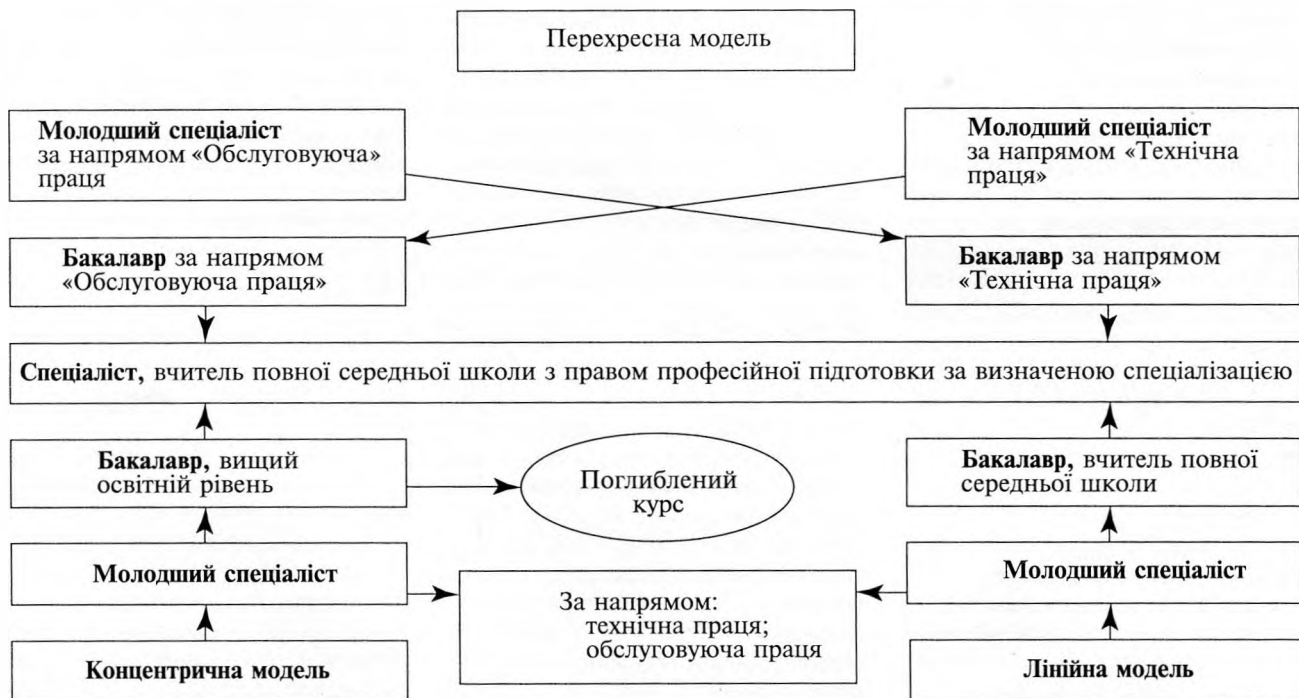 Перехресна модель
Молодший спеціаліст
за напрямом «Обслуговуюча»
праця
Молодший спеціаліст
за напрямом «Технічна
праця»
Бакалавр за напрямом
«Обслуговуюча праця»
Бакалавр за напрямом
«Технічна праця»
Спеціаліст, вчитель повної середньої школи з правом професійної підготовки за визначеною спеціалізацією
Бакалавр, вищий
освітній рівень
Поглиблений
курс
Бакалавр, вчитель повної
середньої школи
Молодший спеціаліст
За напрямом:
технічна праця;
обслуговуюча праця
Молодший спеціаліст
Концентрична модель
Лінійна модель